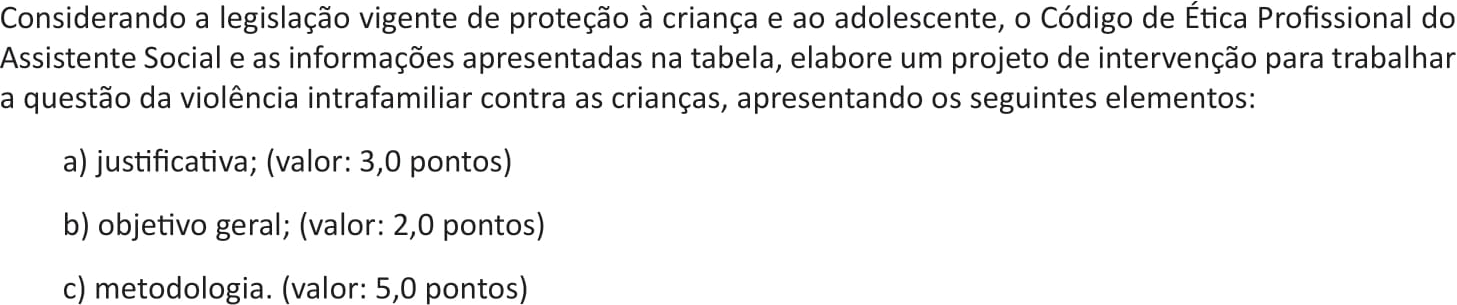 Considerando a legislação vigente de proteção à criança e ao adolescente, o Código de Ética Profissional do
Assistente Social e as informações apresentadas na tabela, elabore um projeto de intervenção para trabalhar
a questão da violência intrafamiliar contra as crianças, apresentando os seguintes elementos:
a) justificativa; (valor: 3,0 pontos)
b) objetivo geral; (valor: 2,0 pontos)
c) metodologia. (valor: 5,0 pontos)